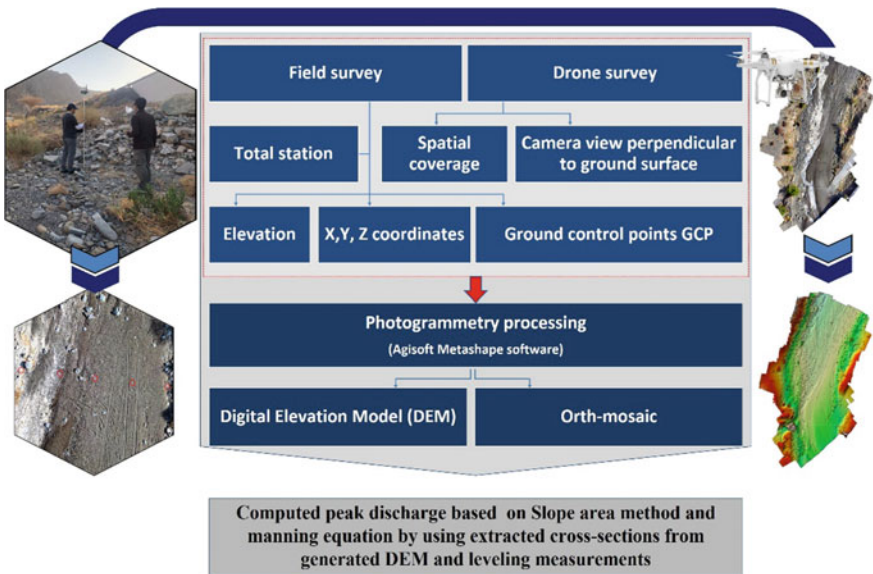 Field survey
Drone survey
Total station
Spatial
coverage
Camera view perpendicular
to ground surface
Elevation
X,Y, Z coordinates
Ground control points GCP
Photogrammetry processing
(Agisoft Metashape software)
Digital Elevation Model (DEM)
Orth-mosaic
Computed peak discharge based on Slope area method and
manning equation by using extracted cross-sections from
generated DEM and leveling measurements